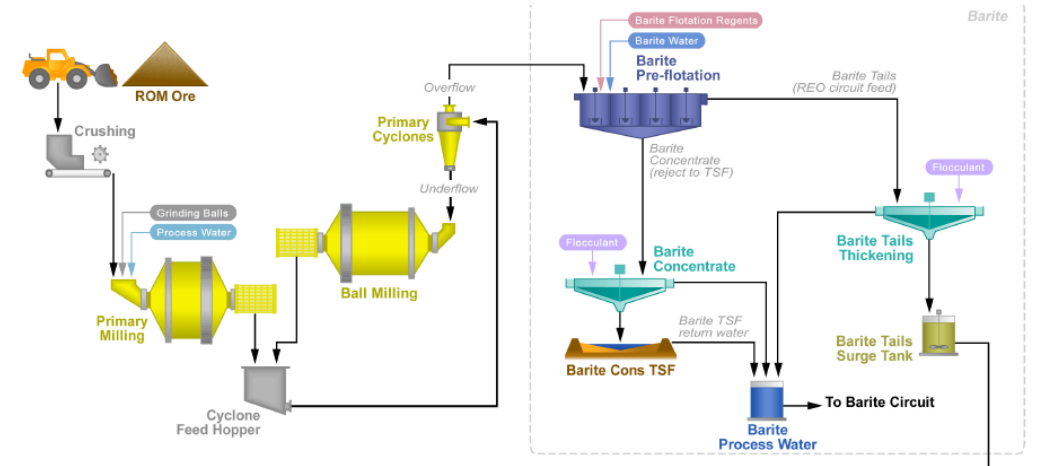 Barite
Barite Flotation Regents
Barite Water
Barite
Pre-flotation
Barite Tails
(REO circuit feed)
ROM Ore
Overflow
Crushing
Primary
Cyclones
Barite
Concentrate
(reject to TSF)
Flocculant
Underflow
Grinding Balls
Process Water
Flocculant
Barite Tails
Thickening
Barite
Concentrate
Ball Milling
Primary
Milling
Barite TSF
return water
Barite Tails
Surge Tank
Barite Cons TSF
To Barite Circuit
Cyclone
Feed Hopper
Barite
Process Water